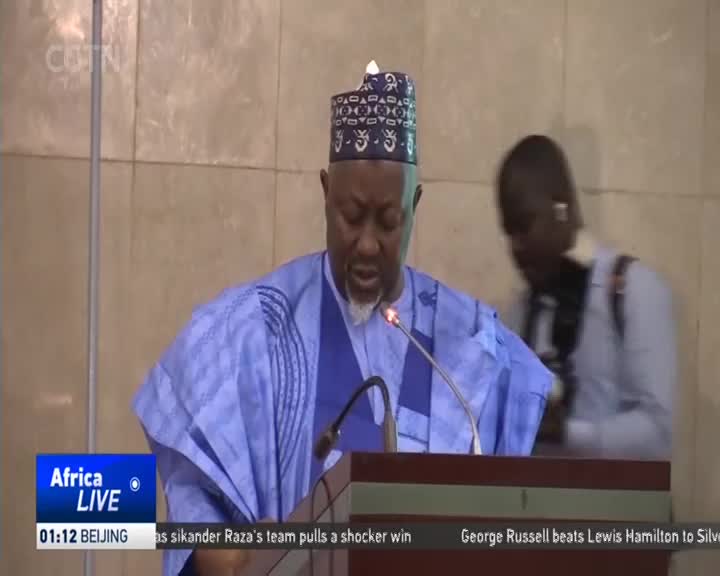 CGTN
Africa
LIVE
01:12 BEIJING
as sikander Raza's team pulls a shocker win George Russell beats Lewis Hamilton to Silve